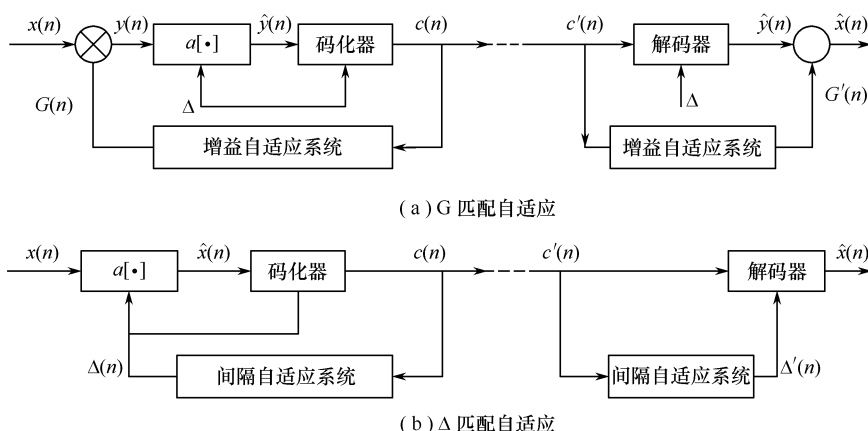 x(n) y(n) a[•] ŷ(n) 码化器 c(n) c′(n) 解码器 ŷ(n) x̂(n)
G(n) Δ Δ G′(n)
增益自适应系统 增益自适应系统
(a) G 匹配自适应
x(n) a[•] x̂(n) 码化器 c(n) c′(n) 解码器 x̂(n)
Δ(n) 间隔自适应系统 间隔自适应系统 Δ′(n)
(b) Δ 匹配自适应